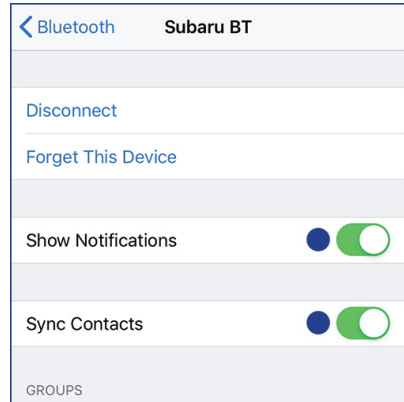 Bluetooth Subaru BT
Disconnect
Forget This Device
Show Notifications
Sync Contacts
GROUPS